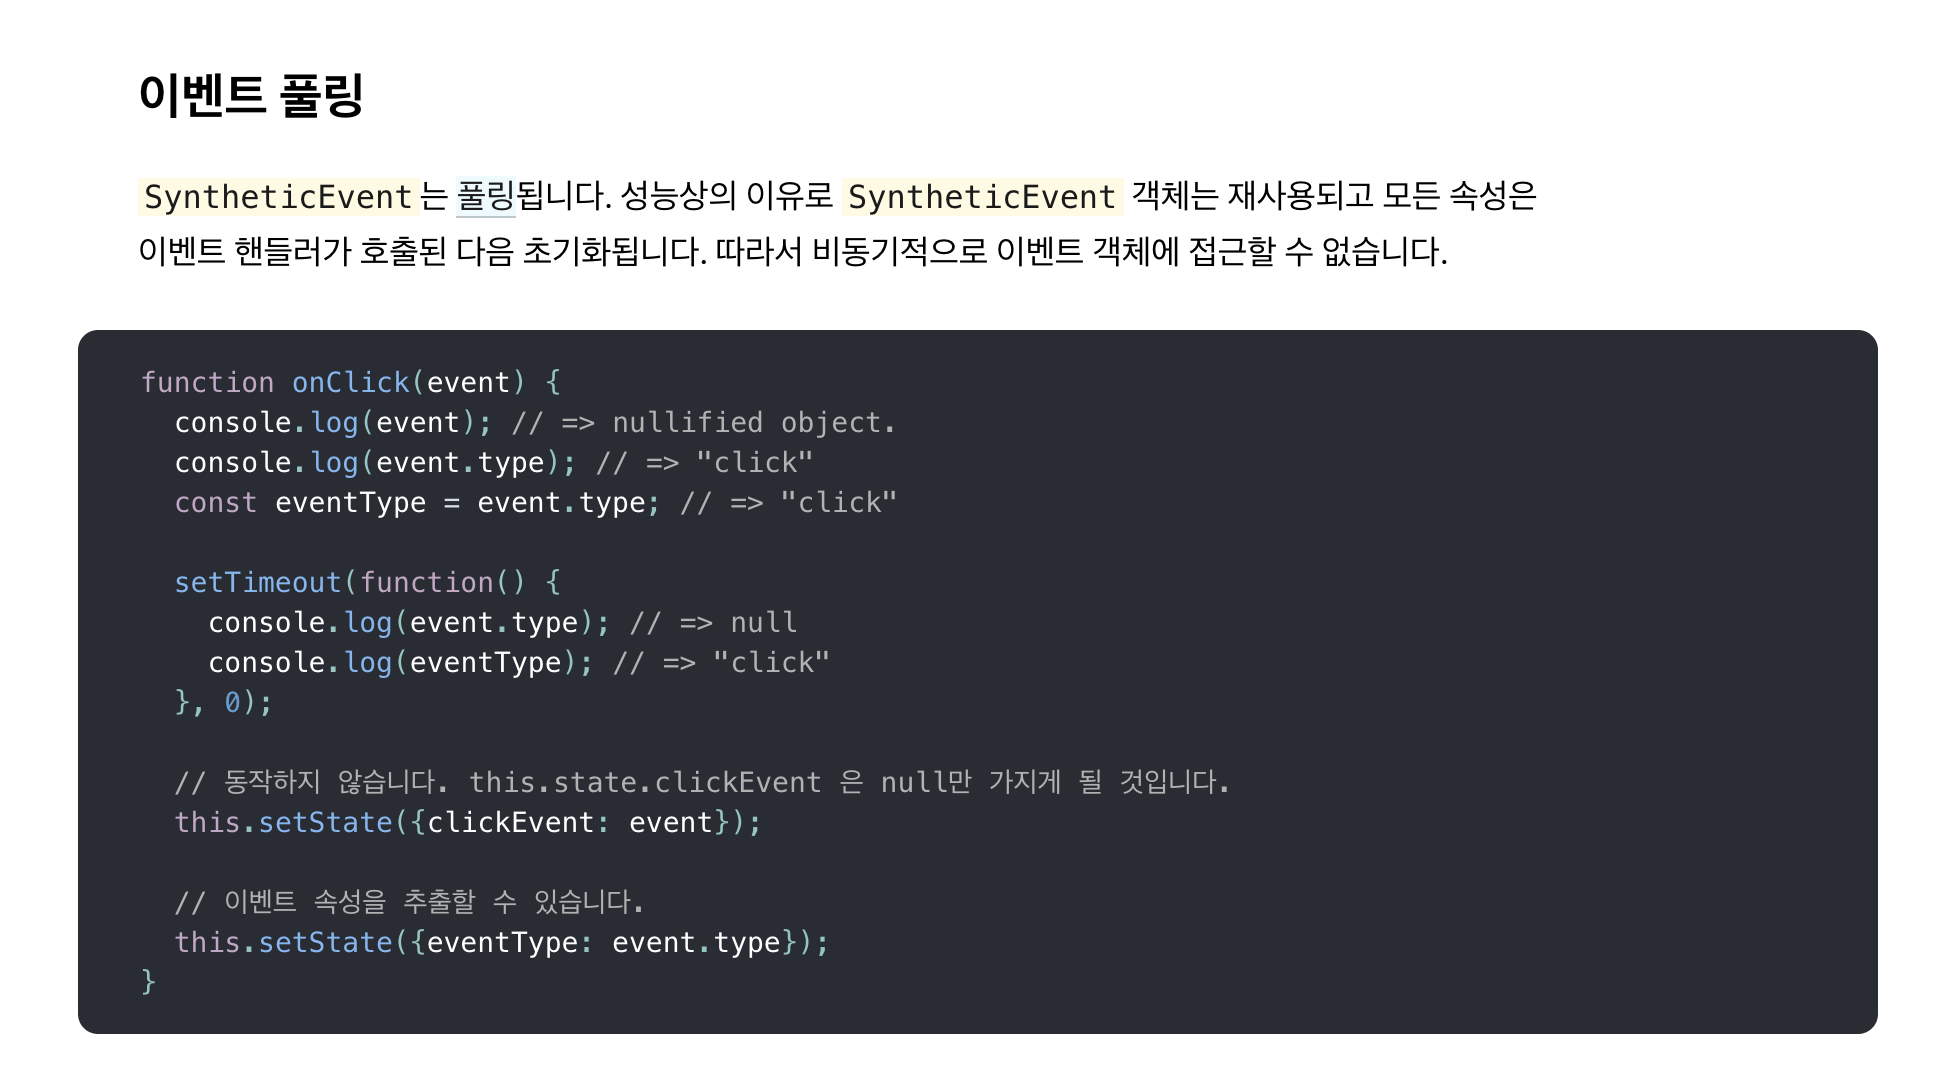 이벤트 풀링
SyntheticEvent는 풀링됩니다. 성능상의 이유로 SyntheticEvent 객체는 재사용되고 모든 속성은
이벤트 핸들러가 호출된 다음 초기화됩니다. 따라서 비동기적으로 이벤트 객체에 접근할 수 없습니다.
function onClick(event) {
  console.log(event); // => nullified object.
  console.log(event.type); // => "click"
  const eventType = event.type; // => "click"

  setTimeout(function() {
    console.log(event.type); // => null
    console.log(eventType); // => "click"
  }, 0);

  // 동작하지 않습니다. this.state.clickEvent 은 null만 가지게 될 것입니다.
  this.setState({clickEvent: event});

  // 이벤트 속성을 추출할 수 있습니다.
  this.setState({eventType: event.type});
}